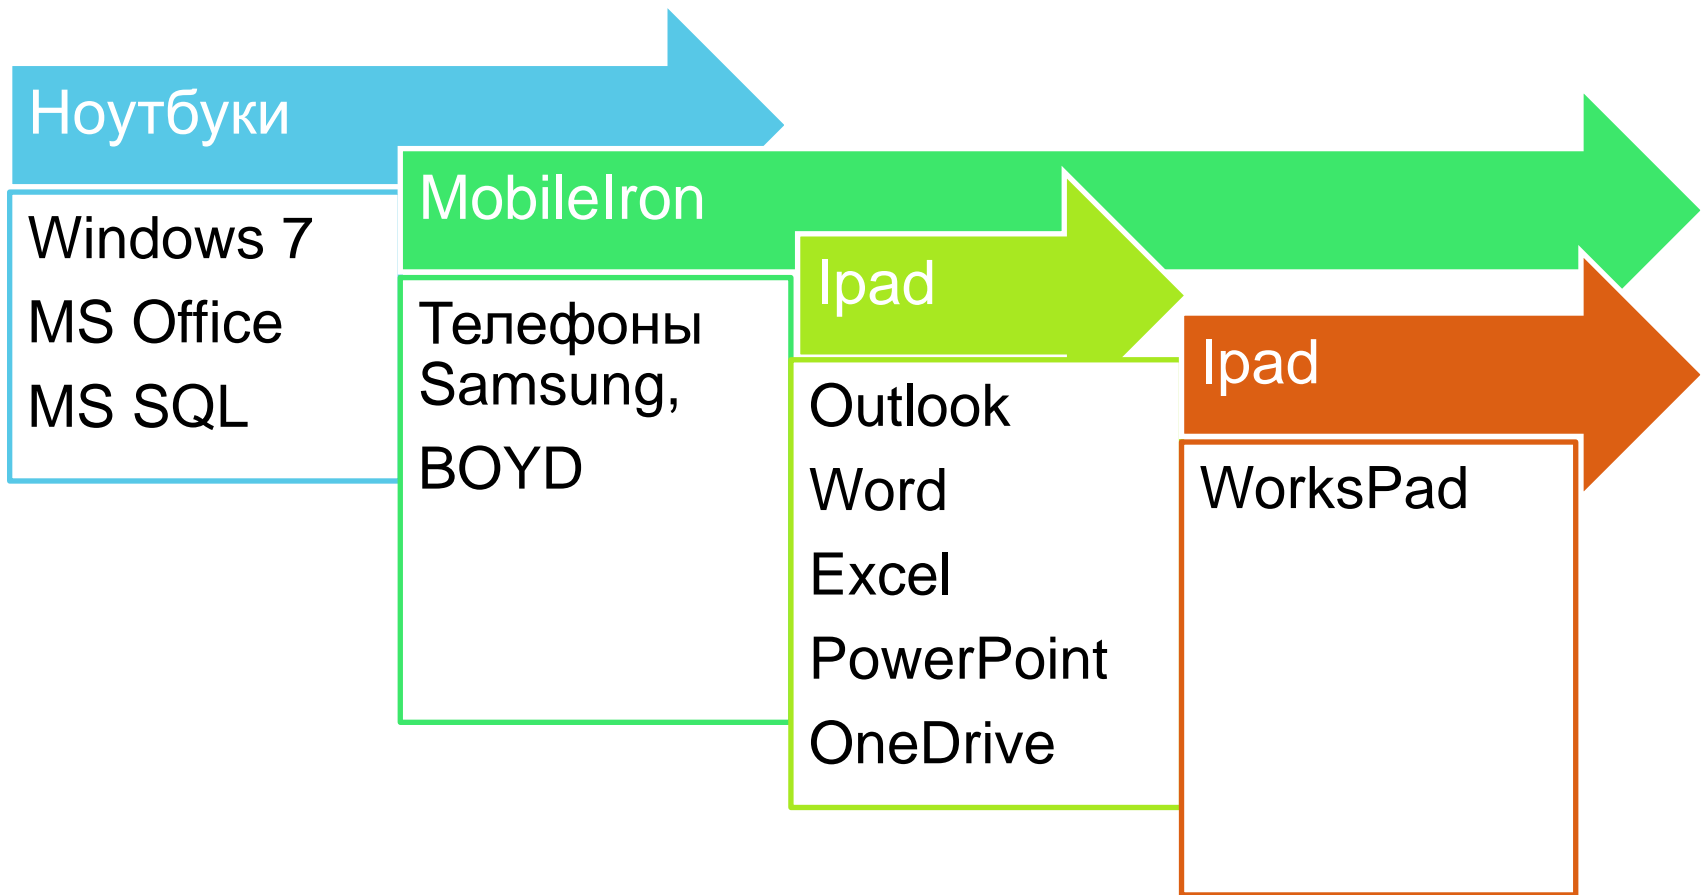 Ноутбуки
Windows 7
MS Office
MS SQL
MobileIron
Телефоны
Samsung,
BOYD
Ipad
Outlook
Word
Excel
PowerPoint
OneDrive
Ipad
WorksPad